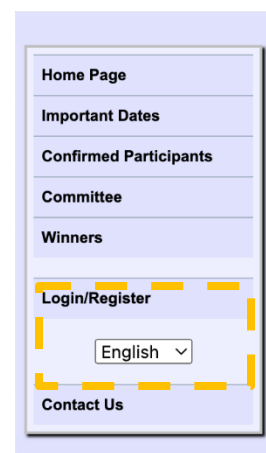 Home Page
Important Dates
Confirmed Participants
Committee
Winners
Login/Register
English
Contact Us